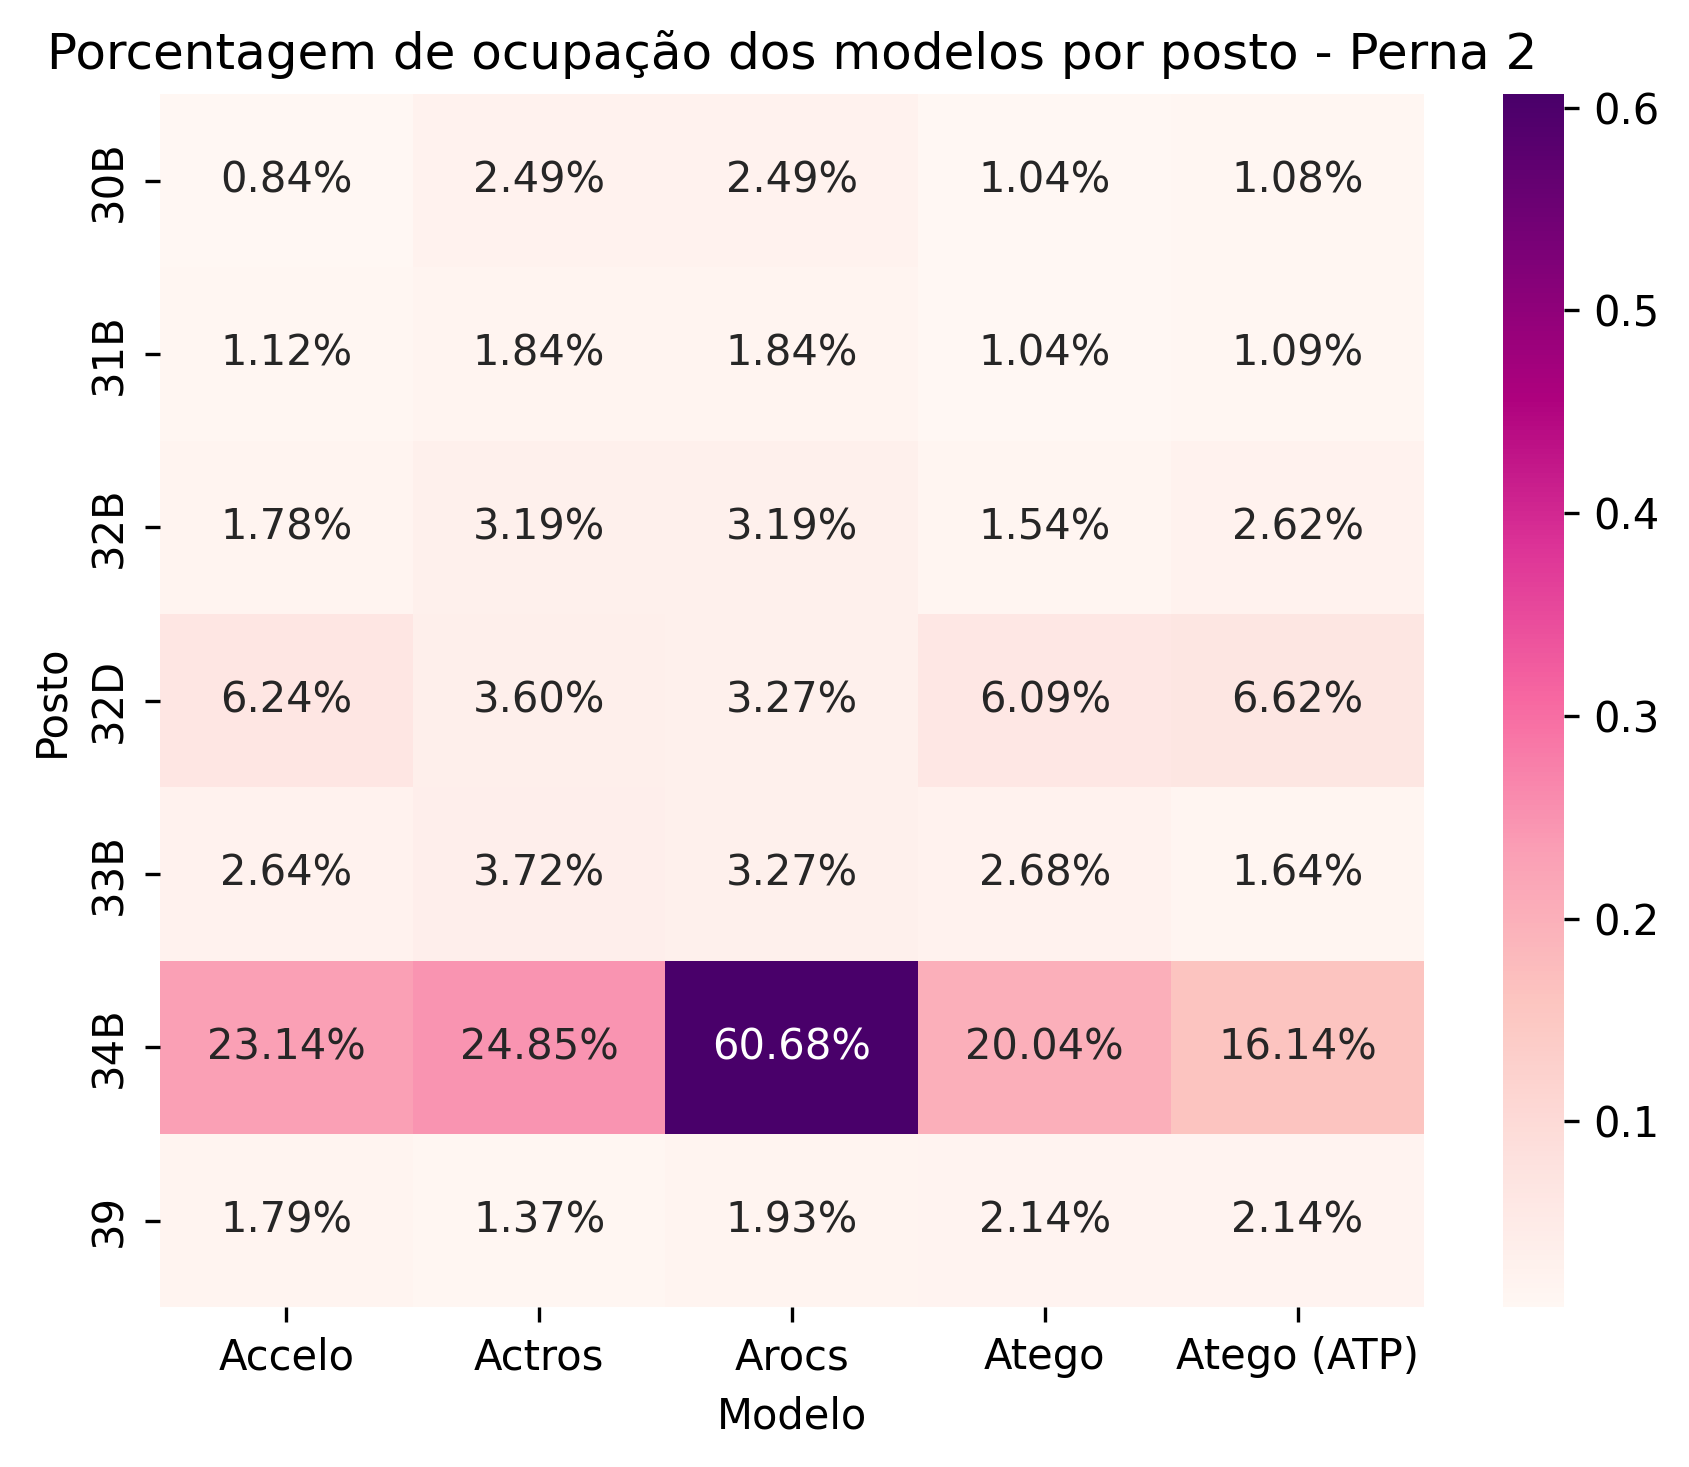 Porcentagem de ocupação dos modelos por posto - Perna 2
30B 0.84% 2.49% 2.49% 1.04% 1.08%
31B 1.12% 1.84% 1.84% 1.04% 1.09%
32B 1.78% 3.19% 3.19% 1.54% 2.62%
32D 6.24% 3.60% 3.27% 6.09% 6.62%
33B 2.64% 3.72% 3.27% 2.68% 1.64%
34B 23.14% 24.85% 60.68% 20.04% 16.14%
39 1.79% 1.37% 1.93% 2.14% 2.14%
Posto
Accelo Actros Arocs Atego Atego (ATP)
Modelo
0.6
0.5
0.4
0.3
0.2
0.1